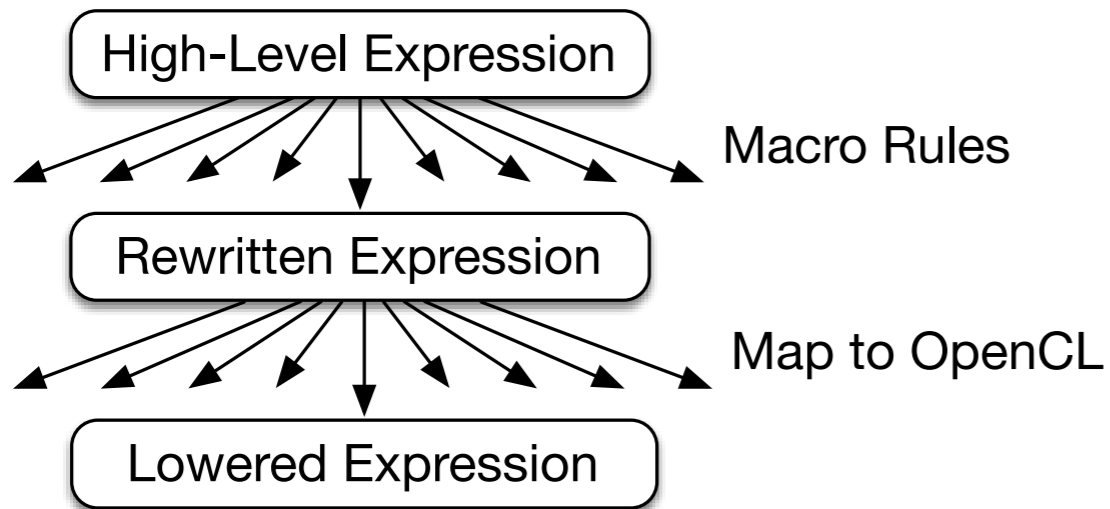 High-Level Expression
Macro Rules
Rewritten Expression
Map to OpenCL
Lowered Expression